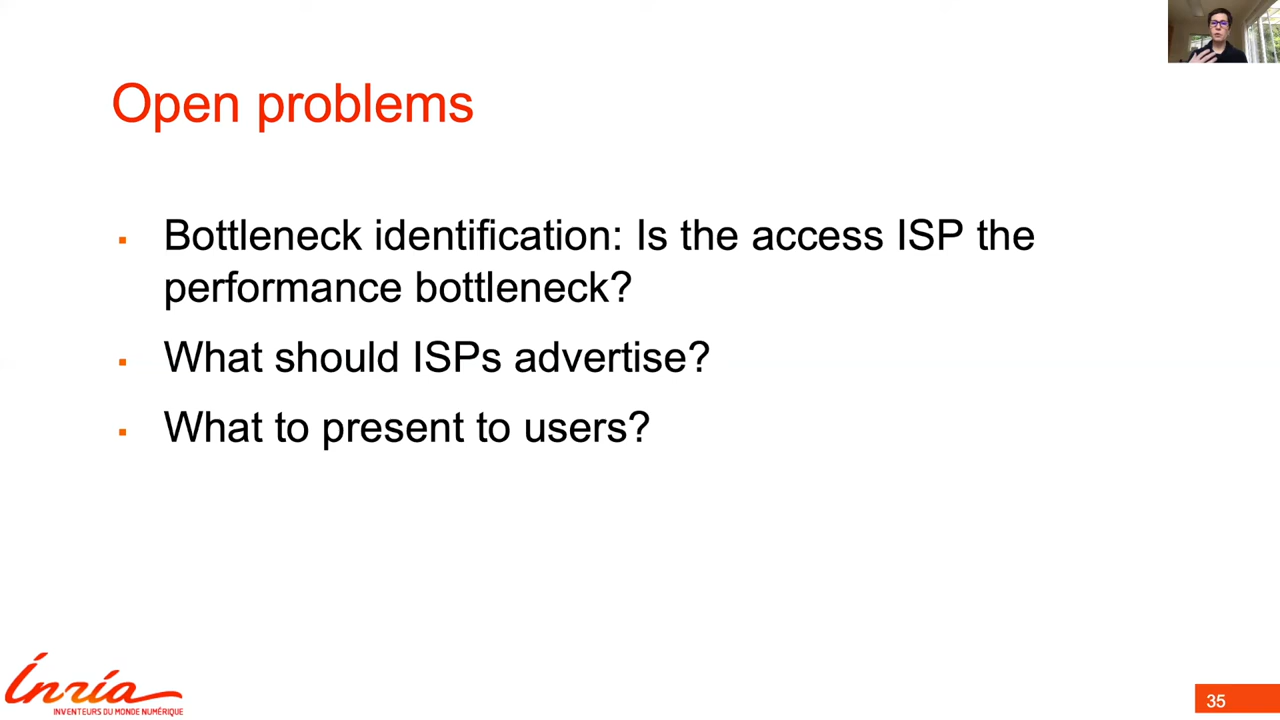 Open problems
▪ Bottleneck identification: Is the access ISP the
performance bottleneck?
▪ What should ISPs advertise?
▪ What to present to users?
Inria
INVENTEURS DU MONDE NUMÉRIQUE
35